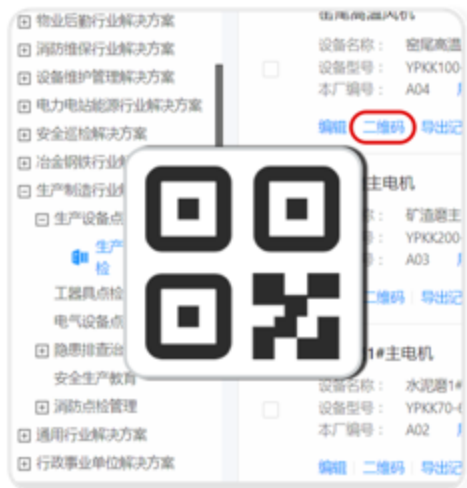 物业后勤行业解决方案
消防维保行业解决方案
设备维护管理解决方案
电力电站能源行业解决方案
安全巡检解决方案
冶金钢铁行业
生产制造行业
生产设备点
生产
检
工器具点检
电气设备点
隐患排查治
安全生产教育
消防点检管理
通用行业解决方案
行政事业单位解决方案
窑尾高温风机
设备名称： 窑尾高温
设备型号： YPKK100-
本厂编号： A04
编辑 二维码 导出记
主电机
矿渣磨主
YPKK200-
A03
二维码 导出记
1#主电机
设备名称： 水泥磨1#
设备型号： YPKK70-6
本厂编号： A02
编辑 二维码 导出记